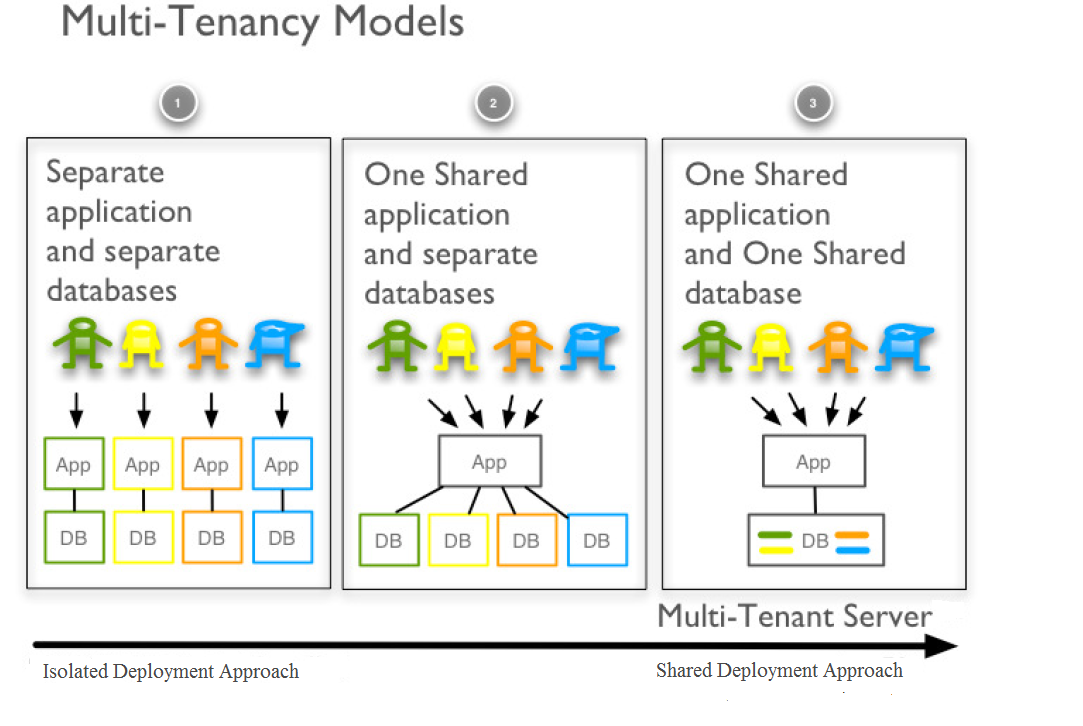 Multi-Tenancy Models
1
2
3
Separate
application
and separate
databases
App
App
App
App
DB
DB
DB
DB
One Shared
application
and separate
databases
App
DB
DB
DB
DB
One Shared
application
and One Shared
database
App
DB
Multi-Tenant Server
Isolated Deployment Approach
Shared Deployment Approach